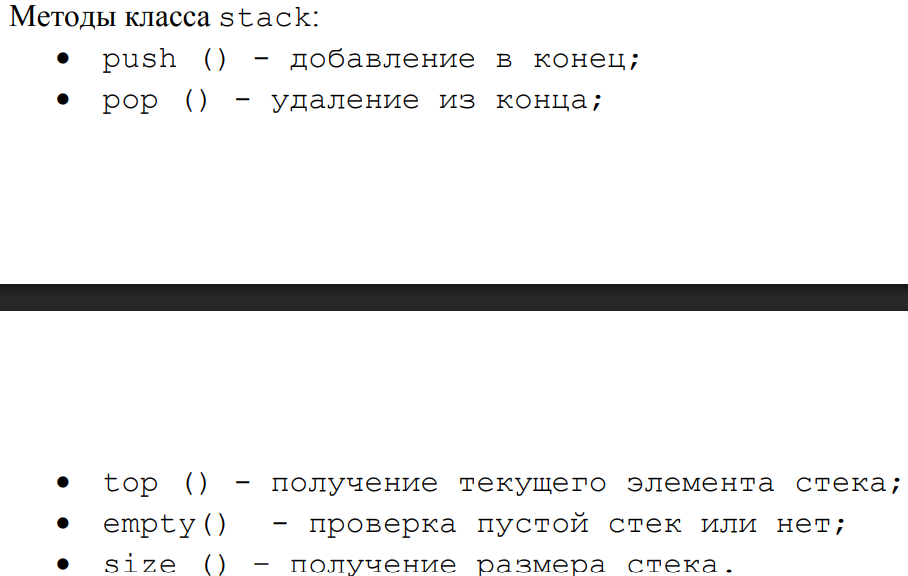 Методы класса stack:
• push () - добавление в конец;
• pop () - удаление из конца;
• top () - получение текущего элемента стека;
• empty() - проверка пустой стек или нет;
• size () – получение размера стека.